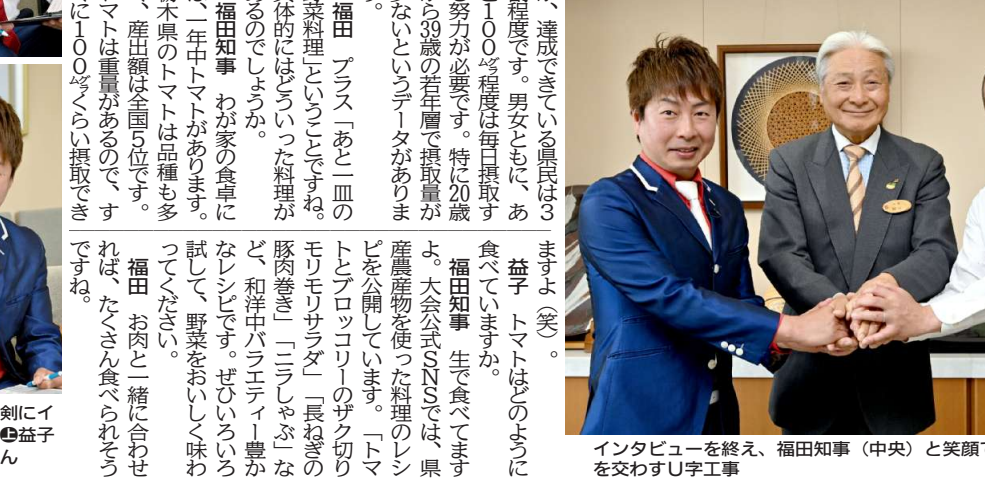 、達成できている県民は3
程度です。男女ともに、あ
100㌘程度は毎日摂取す
努力が必要です。特に20歳
ら39歳の若年層で摂取量が
ないというデータがありま
。
福田　プラス「あと一皿の
菜料理」ということですね。
体的にはどういった料理が
るのでしょうか。
福田知事　わが家の食卓に
、一年中トマトがあります。
木県のトマトは品種も多
、産出額は全国5位です。
マトは重量があるので、す
に100㌘くらい摂取でき
ますよ（笑）。
益子　トマトはどのように
食べていますか。
福田知事　生で食べてます
よ。大会公式SNSでは、県
産農産物を使った料理のレシ
ピを公開しています。「トマ
トとブロッコリーのザク切り
モリモリサラダ」「長ねぎの
豚肉巻き」「ニラしゃぶ」な
ど、和洋中バラエティー豊か
なレシピです。ぜひいろいろ
試して、野菜をおいしく味わ
ってください。
福田　お肉と一緒に合わせ
れば、たくさん食べられそう
ですね。
剣にイ
㊤益子
ん
インタビューを終え、福田知事（中央）と笑顔で
を交わすU字工事